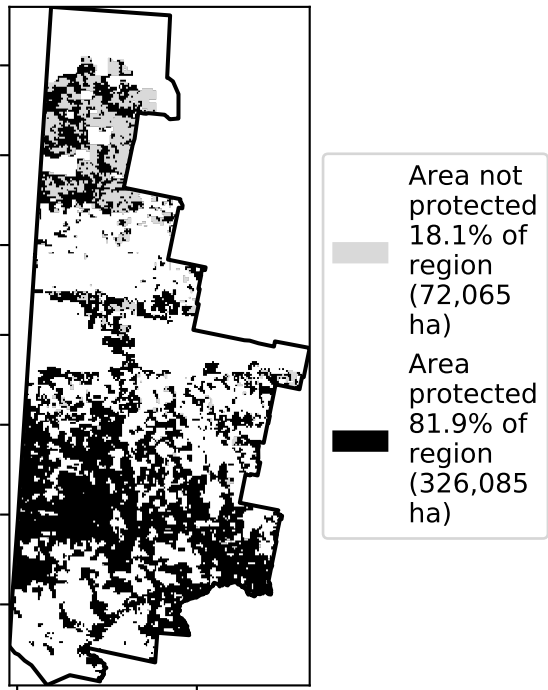 Area not
protected
18.1% of
region
(72,065
ha)
Area
protected
81.9% of
region
(326,085
ha)